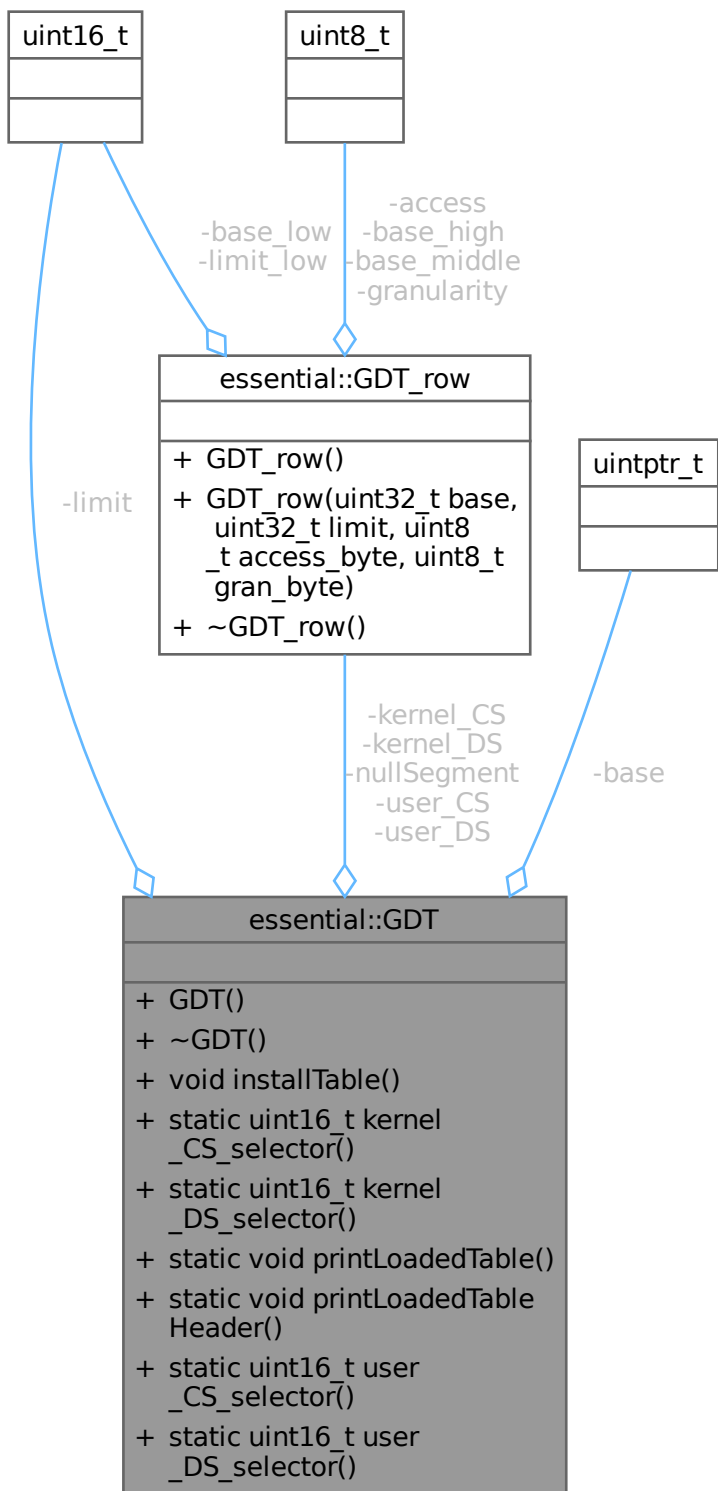 uint16_t
uint8_t
-access
-base_low
-base_high
-limit_low
-base_middle
-granularity
essential::GDT_row
+ GDT_row()
+ GDT_row(uint32_t base,
uint32_t limit, uint8
_t access_byte, uint8_t
gran_byte)
+ ~GDT_row()
uintptr_t
-limit
-kernel_CS
-kernel_DS
-nullSegment
-user_CS
-user_DS
-base
essential::GDT
+ GDT()
+ ~GDT()
+ void installTable()
+ static uint16_t kernel
_CS_selector()
+ static uint16_t kernel
_DS_selector()
+ static void printLoadedTable()
+ static void printLoadedTable
Header()
+ static uint16_t user
_CS_selector()
+ static uint16_t user
_DS_selector()